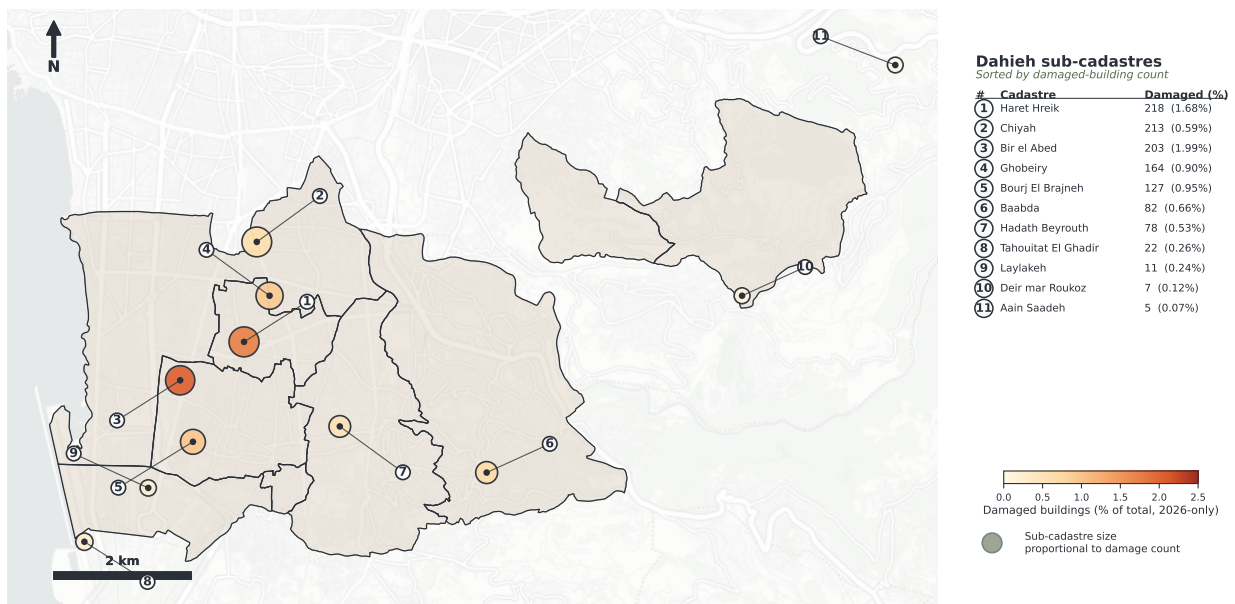 N
11
2
4
1
10
3
9
5
6
7
8
2 km
Dahieh sub-cadastres
Sorted by damaged-building count
# Cadastre Damaged (%)
1 Haret Hreik 218 (1.68%)
2 Chiyah 213 (0.59%)
3 Bir el Abed 203 (1.99%)
4 Ghobeiry 164 (0.90%)
5 Bourj El Brajneh 127 (0.95%)
6 Baabda 82 (0.66%)
7 Hadath Beyrouth 78 (0.53%)
8 Tahouitat El Ghadir 22 (0.26%)
9 Laylakeh 11 (0.24%)
10 Deir mar Roukoz 7 (0.12%)
11 Aain Saadeh 5 (0.07%)
0.0 0.5 1.0 1.5 2.0 2.5
Damaged buildings (% of total, 2026-only)
Sub-cadastre size
proportional to damage count